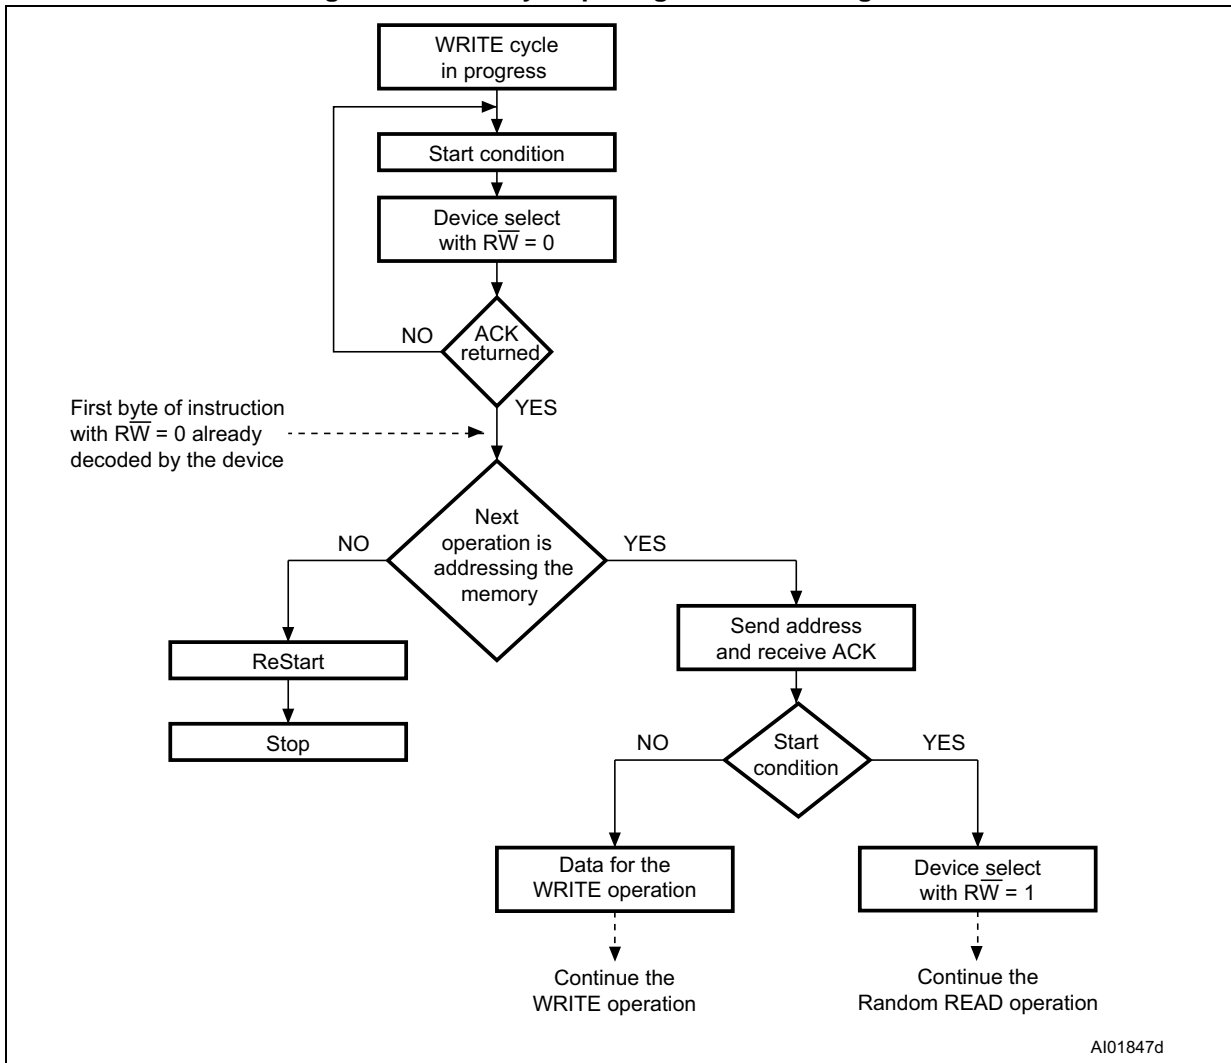 WRITE cycle
in progress
Start condition
Device select
with RW̅ = 0
ACK
returned
NO
YES
First byte of instruction
with RW̅ = 0 already
decoded by the device
Next
operation is
addressing the
memory
NO
YES
ReStart
Stop
Send address
and receive ACK
Start
condition
NO
YES
Data for the
WRITE operation
Device select
with RW̅ = 1
Continue the
WRITE operation
Continue the
Random READ operation
AI01847d